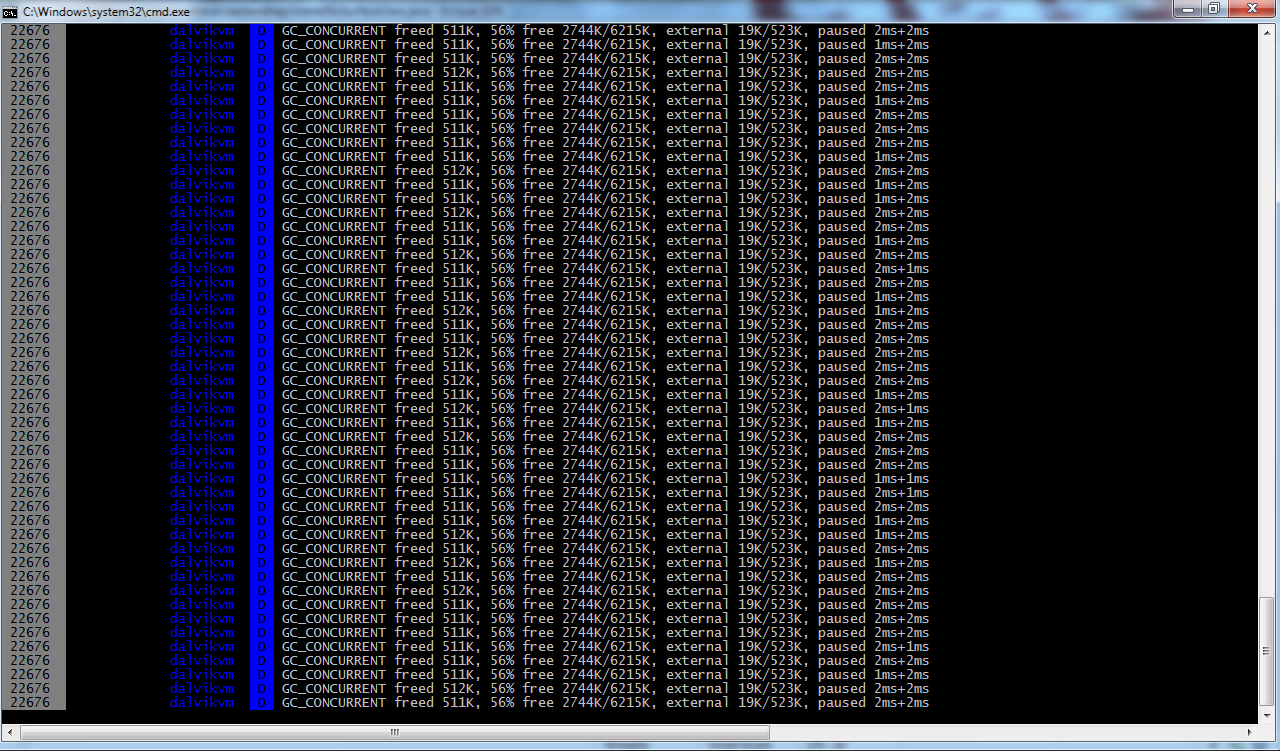 C:\Windows\system32\cmd.exe
22676 dalvikvm D GC_CONCURRENT freed 511K, 56% free 2744K/6215K, external 19K/523K, paused 2ms+2ms
22676 dalvikvm D GC_CONCURRENT freed 511K, 56% free 2744K/6215K, external 19K/523K, paused 1ms+2ms
22676 dalvikvm D GC_CONCURRENT freed 511K, 56% free 2744K/6215K, external 19K/523K, paused 1ms+2ms
22676 dalvikvm D GC_CONCURRENT freed 511K, 56% free 2744K/6215K, external 19K/523K, paused 2ms+2ms
22676 dalvikvm D GC_CONCURRENT freed 511K, 56% free 2744K/6215K, external 19K/523K, paused 2ms+2ms
22676 dalvikvm D GC_CONCURRENT freed 511K, 56% free 2744K/6215K, external 19K/523K, paused 1ms+2ms
22676 dalvikvm D GC_CONCURRENT freed 511K, 56% free 2744K/6215K, external 19K/523K, paused 2ms+2ms
22676 dalvikvm D GC_CONCURRENT freed 511K, 56% free 2744K/6215K, external 19K/523K, paused 2ms+2ms
22676 dalvikvm D GC_CONCURRENT freed 511K, 56% free 2744K/6215K, external 19K/523K, paused 2ms+2ms
22676 dalvikvm D GC_CONCURRENT freed 511K, 56% free 2744K/6215K, external 19K/523K, paused 1ms+2ms
22676 dalvikvm D GC_CONCURRENT freed 512K, 56% free 2744K/6215K, external 19K/523K, paused 2ms+2ms
22676 dalvikvm D GC_CONCURRENT freed 511K, 56% free 2744K/6215K, external 19K/523K, paused 1ms+2ms
22676 dalvikvm D GC_CONCURRENT freed 511K, 56% free 2744K/6215K, external 19K/523K, paused 1ms+2ms
22676 dalvikvm D GC_CONCURRENT freed 512K, 56% free 2744K/6215K, external 19K/523K, paused 2ms+2ms
22676 dalvikvm D GC_CONCURRENT freed 511K, 56% free 2744K/6215K, external 19K/523K, paused 2ms+2ms
22676 dalvikvm D GC_CONCURRENT freed 511K, 56% free 2744K/6215K, external 19K/523K, paused 1ms+2ms
22676 dalvikvm D GC_CONCURRENT freed 512K, 56% free 2744K/6215K, external 19K/523K, paused 2ms+2ms
22676 dalvikvm D GC_CONCURRENT freed 511K, 56% free 2744K/6215K, external 19K/523K, paused 2ms+1ms
22676 dalvikvm D GC_CONCURRENT freed 511K, 56% free 2744K/6215K, external 19K/523K, paused 2ms+2ms
22676 dalvikvm D GC_CONCURRENT freed 511K, 56% free 2744K/6215K, external 19K/523K, paused 1ms+2ms
22676 dalvikvm D GC_CONCURRENT freed 512K, 56% free 2744K/6215K, external 19K/523K, paused 1ms+2ms
22676 dalvikvm D GC_CONCURRENT freed 511K, 56% free 2744K/6215K, external 19K/523K, paused 2ms+2ms
22676 dalvikvm D GC_CONCURRENT freed 511K, 56% free 2744K/6215K, external 19K/523K, paused 2ms+2ms
22676 dalvikvm D GC_CONCURRENT freed 512K, 56% free 2744K/6215K, external 19K/523K, paused 2ms+2ms
22676 dalvikvm D GC_CONCURRENT freed 511K, 56% free 2744K/6215K, external 19K/523K, paused 2ms+2ms
22676 dalvikvm D GC_CONCURRENT freed 512K, 56% free 2744K/6215K, external 19K/523K, paused 2ms+2ms
22676 dalvikvm D GC_CONCURRENT freed 511K, 56% free 2744K/6215K, external 19K/523K, paused 1ms+2ms
22676 dalvikvm D GC_CONCURRENT freed 512K, 56% free 2744K/6215K, external 19K/523K, paused 2ms+1ms
22676 dalvikvm D GC_CONCURRENT freed 511K, 56% free 2744K/6215K, external 19K/523K, paused 1ms+2ms
22676 dalvikvm D GC_CONCURRENT freed 512K, 56% free 2744K/6215K, external 19K/523K, paused 2ms+2ms
22676 dalvikvm D GC_CONCURRENT freed 511K, 56% free 2744K/6215K, external 19K/523K, paused 2ms+2ms
22676 dalvikvm D GC_CONCURRENT freed 512K, 56% free 2744K/6215K, external 19K/523K, paused 2ms+2ms
22676 dalvikvm D GC_CONCURRENT freed 511K, 56% free 2744K/6215K, external 19K/523K, paused 2ms+1ms
22676 dalvikvm D GC_CONCURRENT freed 511K, 56% free 2744K/6215K, external 19K/523K, paused 2ms+1ms
22676 dalvikvm D GC_CONCURRENT freed 511K, 56% free 2744K/6215K, external 19K/523K, paused 2ms+2ms
22676 dalvikvm D GC_CONCURRENT freed 511K, 56% free 2744K/6215K, external 19K/523K, paused 1ms+2ms
22676 dalvikvm D GC_CONCURRENT freed 512K, 56% free 2744K/6215K, external 19K/523K, paused 1ms+2ms
22676 dalvikvm D GC_CONCURRENT freed 511K, 56% free 2744K/6215K, external 19K/523K, paused 2ms+2ms
22676 dalvikvm D GC_CONCURRENT freed 512K, 56% free 2744K/6215K, external 19K/523K, paused 1ms+2ms
22676 dalvikvm D GC_CONCURRENT freed 511K, 56% free 2744K/6215K, external 19K/523K, paused 2ms+2ms
22676 dalvikvm D GC_CONCURRENT freed 512K, 56% free 2744K/6215K, external 19K/523K, paused 2ms+2ms
22676 dalvikvm D GC_CONCURRENT freed 511K, 56% free 2744K/6215K, external 19K/523K, paused 2ms+2ms
22676 dalvikvm D GC_CONCURRENT freed 511K, 56% free 2744K/6215K, external 19K/523K, paused 2ms+2ms
22676 dalvikvm D GC_CONCURRENT freed 511K, 56% free 2744K/6215K, external 19K/523K, paused 2ms+2ms
22676 dalvikvm D GC_CONCURRENT freed 511K, 56% free 2744K/6215K, external 19K/523K, paused 2ms+1ms
22676 dalvikvm D GC_CONCURRENT freed 511K, 56% free 2744K/6215K, external 19K/523K, paused 2ms+2ms
22676 dalvikvm D GC_CONCURRENT freed 511K, 56% free 2744K/6215K, external 19K/523K, paused 1ms+2ms
22676 dalvikvm D GC_CONCURRENT freed 512K, 56% free 2744K/6215K, external 19K/523K, paused 2ms+2ms
22676 dalvikvm D GC_CONCURRENT freed 511K, 56% free 2744K/6215K, external 19K/523K, paused 2ms+2ms